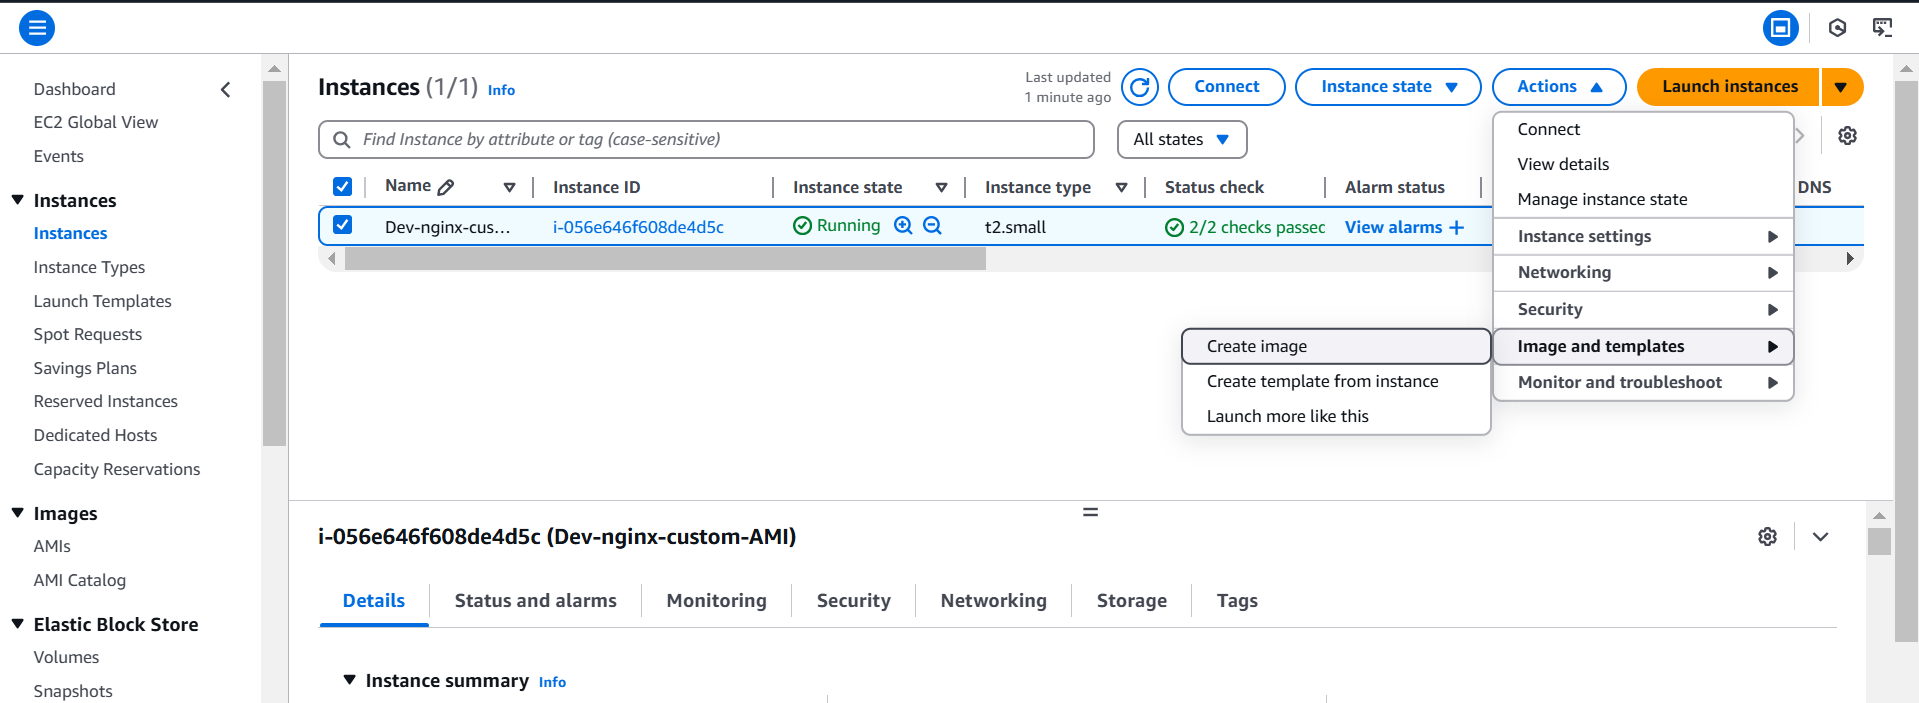 Dashboard
EC2 Global View
Events
Instances
Instances
Instance Types
Launch Templates
Spot Requests
Savings Plans
Reserved Instances
Dedicated Hosts
Capacity Reservations
Images
AMIs
AMI Catalog
Elastic Block Store
Volumes
Snapshots
Instances (1/1) Info
Last updated
1 minute ago
Connect
Instance state
Actions
Launch instances
Find Instance by attribute or tag (case-sensitive)
All states
Name
Instance ID
Instance state
Instance type
Status check
Alarm status
DNS
Dev-nginx-cus...
i-056e646f608de4d5c
Running
t2.small
2/2 checks passed
View alarms
Connect
View details
Manage instance state
Instance settings
Networking
Security
Image and templates
Monitor and troubleshoot
Create image
Create template from instance
Launch more like this
i-056e646f608de4d5c (Dev-nginx-custom-AMI)
Details
Status and alarms
Monitoring
Security
Networking
Storage
Tags
Instance summary Info